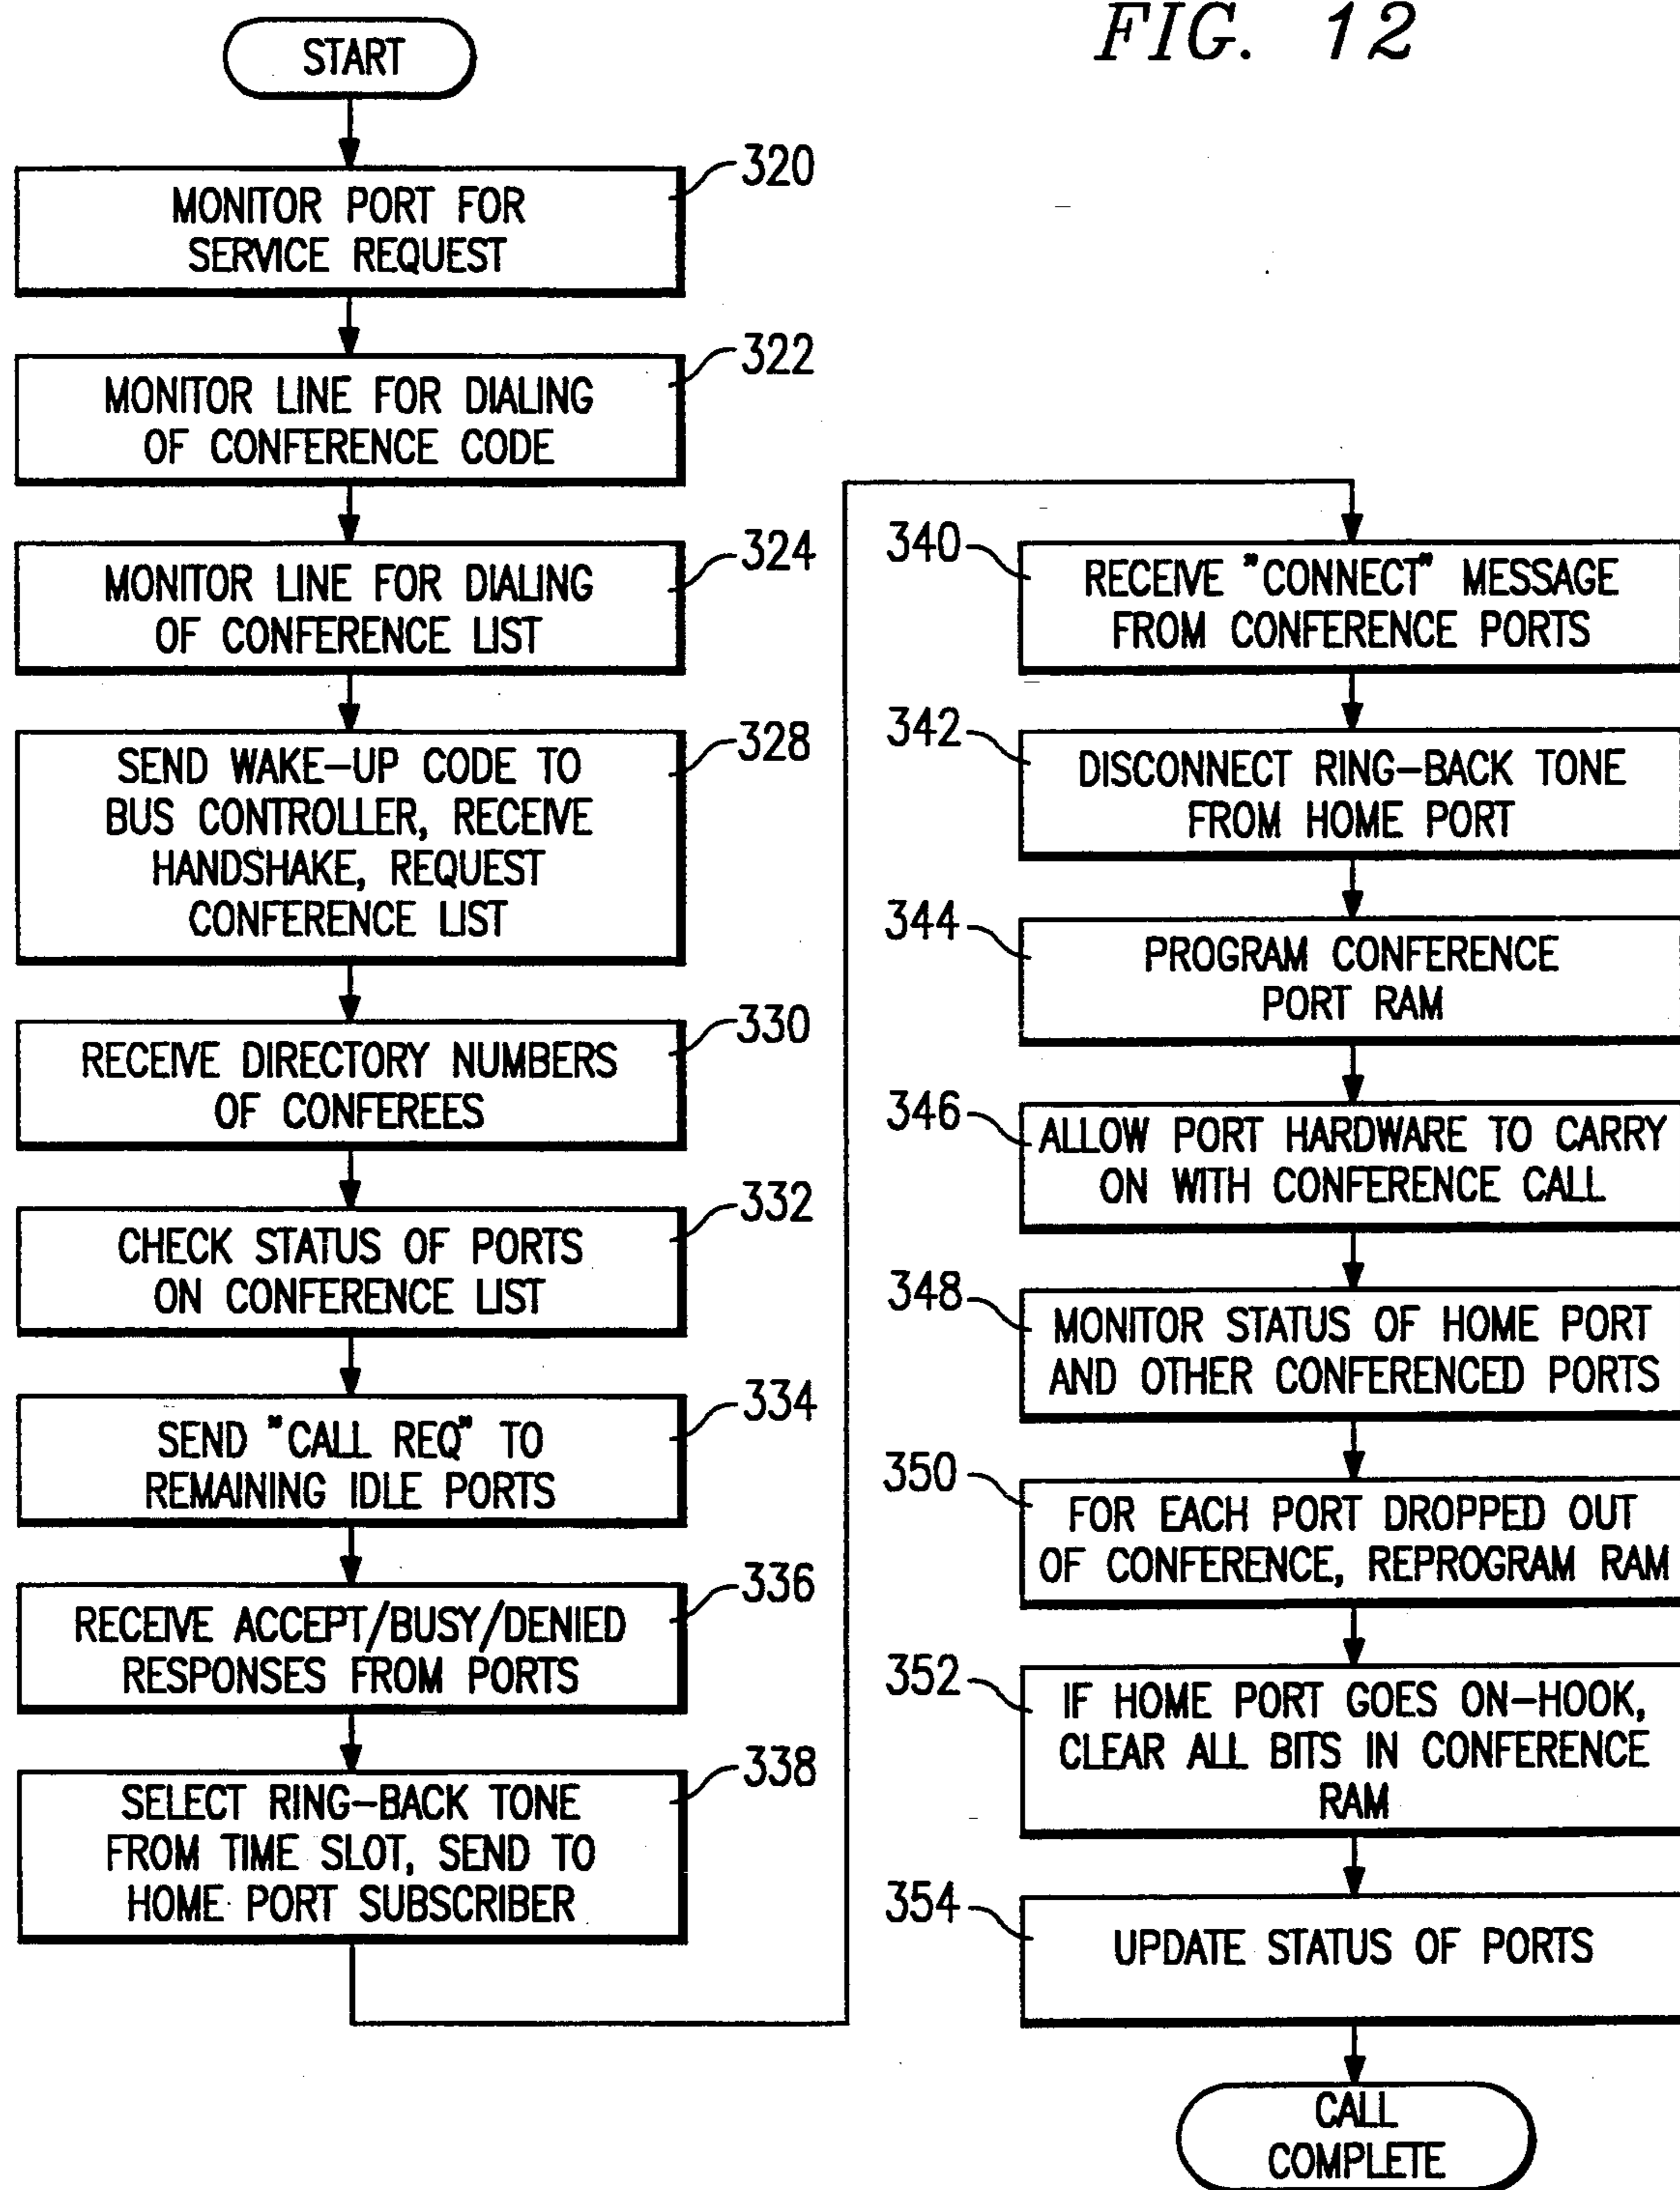 FIG. 12
START
320
MONITOR PORT FOR
SERVICE REQUEST
322
MONITOR LINE FOR DIALING
OF CONFERENCE CODE
324
MONITOR LINE FOR DIALING
OF CONFERENCE LIST
328
SEND WAKE-UP CODE TO
BUS CONTROLLER, RECEIVE
HANDSHAKE, REQUEST
CONFERENCE LIST
330
RECEIVE DIRECTORY NUMBERS
OF CONFEREES
332
CHECK STATUS OF PORTS
ON CONFERENCE LIST
334
SEND "CALL REQ" TO
REMAINING IDLE PORTS
336
RECEIVE ACCEPT/BUSY/DENIED
RESPONSES FROM PORTS
338
SELECT RING-BACK TONE
FROM TIME SLOT, SEND TO
HOME PORT SUBSCRIBER
340
RECEIVE "CONNECT" MESSAGE
FROM CONFERENCE PORTS
342
DISCONNECT RING-BACK TONE
FROM HOME PORT
344
PROGRAM CONFERENCE
PORT RAM
346
ALLOW PORT HARDWARE TO CARRY
ON WITH CONFERENCE CALL
348
MONITOR STATUS OF HOME PORT
AND OTHER CONFERENCED PORTS
350
FOR EACH PORT DROPPED OUT
OF CONFERENCE, REPROGRAM RAM
352
IF HOME PORT GOES ON-HOOK,
CLEAR ALL BITS IN CONFERENCE
RAM
354
UPDATE STATUS OF PORTS
CALL
COMPLETE